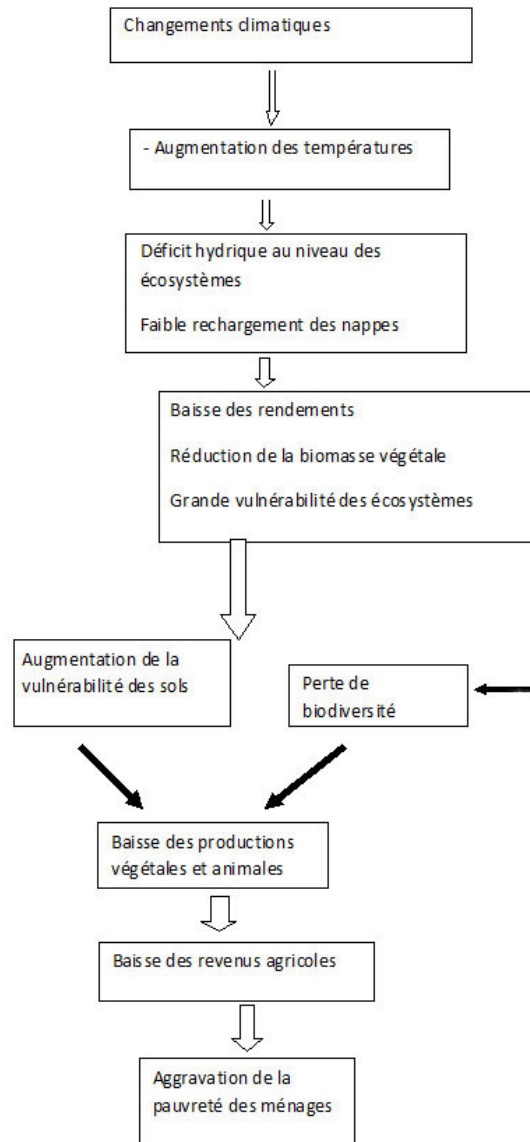 Changements climatiques
- Augmentation des températures
Déficit hydrique au niveau des
écosystèmes
Faible rechargement des nappes
Baisse des rendements
Réduction de la biomasse végétale
Grande vulnérabilité des écosystèmes
Augmentation de la
vulnérabilité des sols
Perte de
biodiversité
Baisse des productions
végétales et animales
Baisse des revenus agricoles
Aggravation de la
pauvreté des ménages